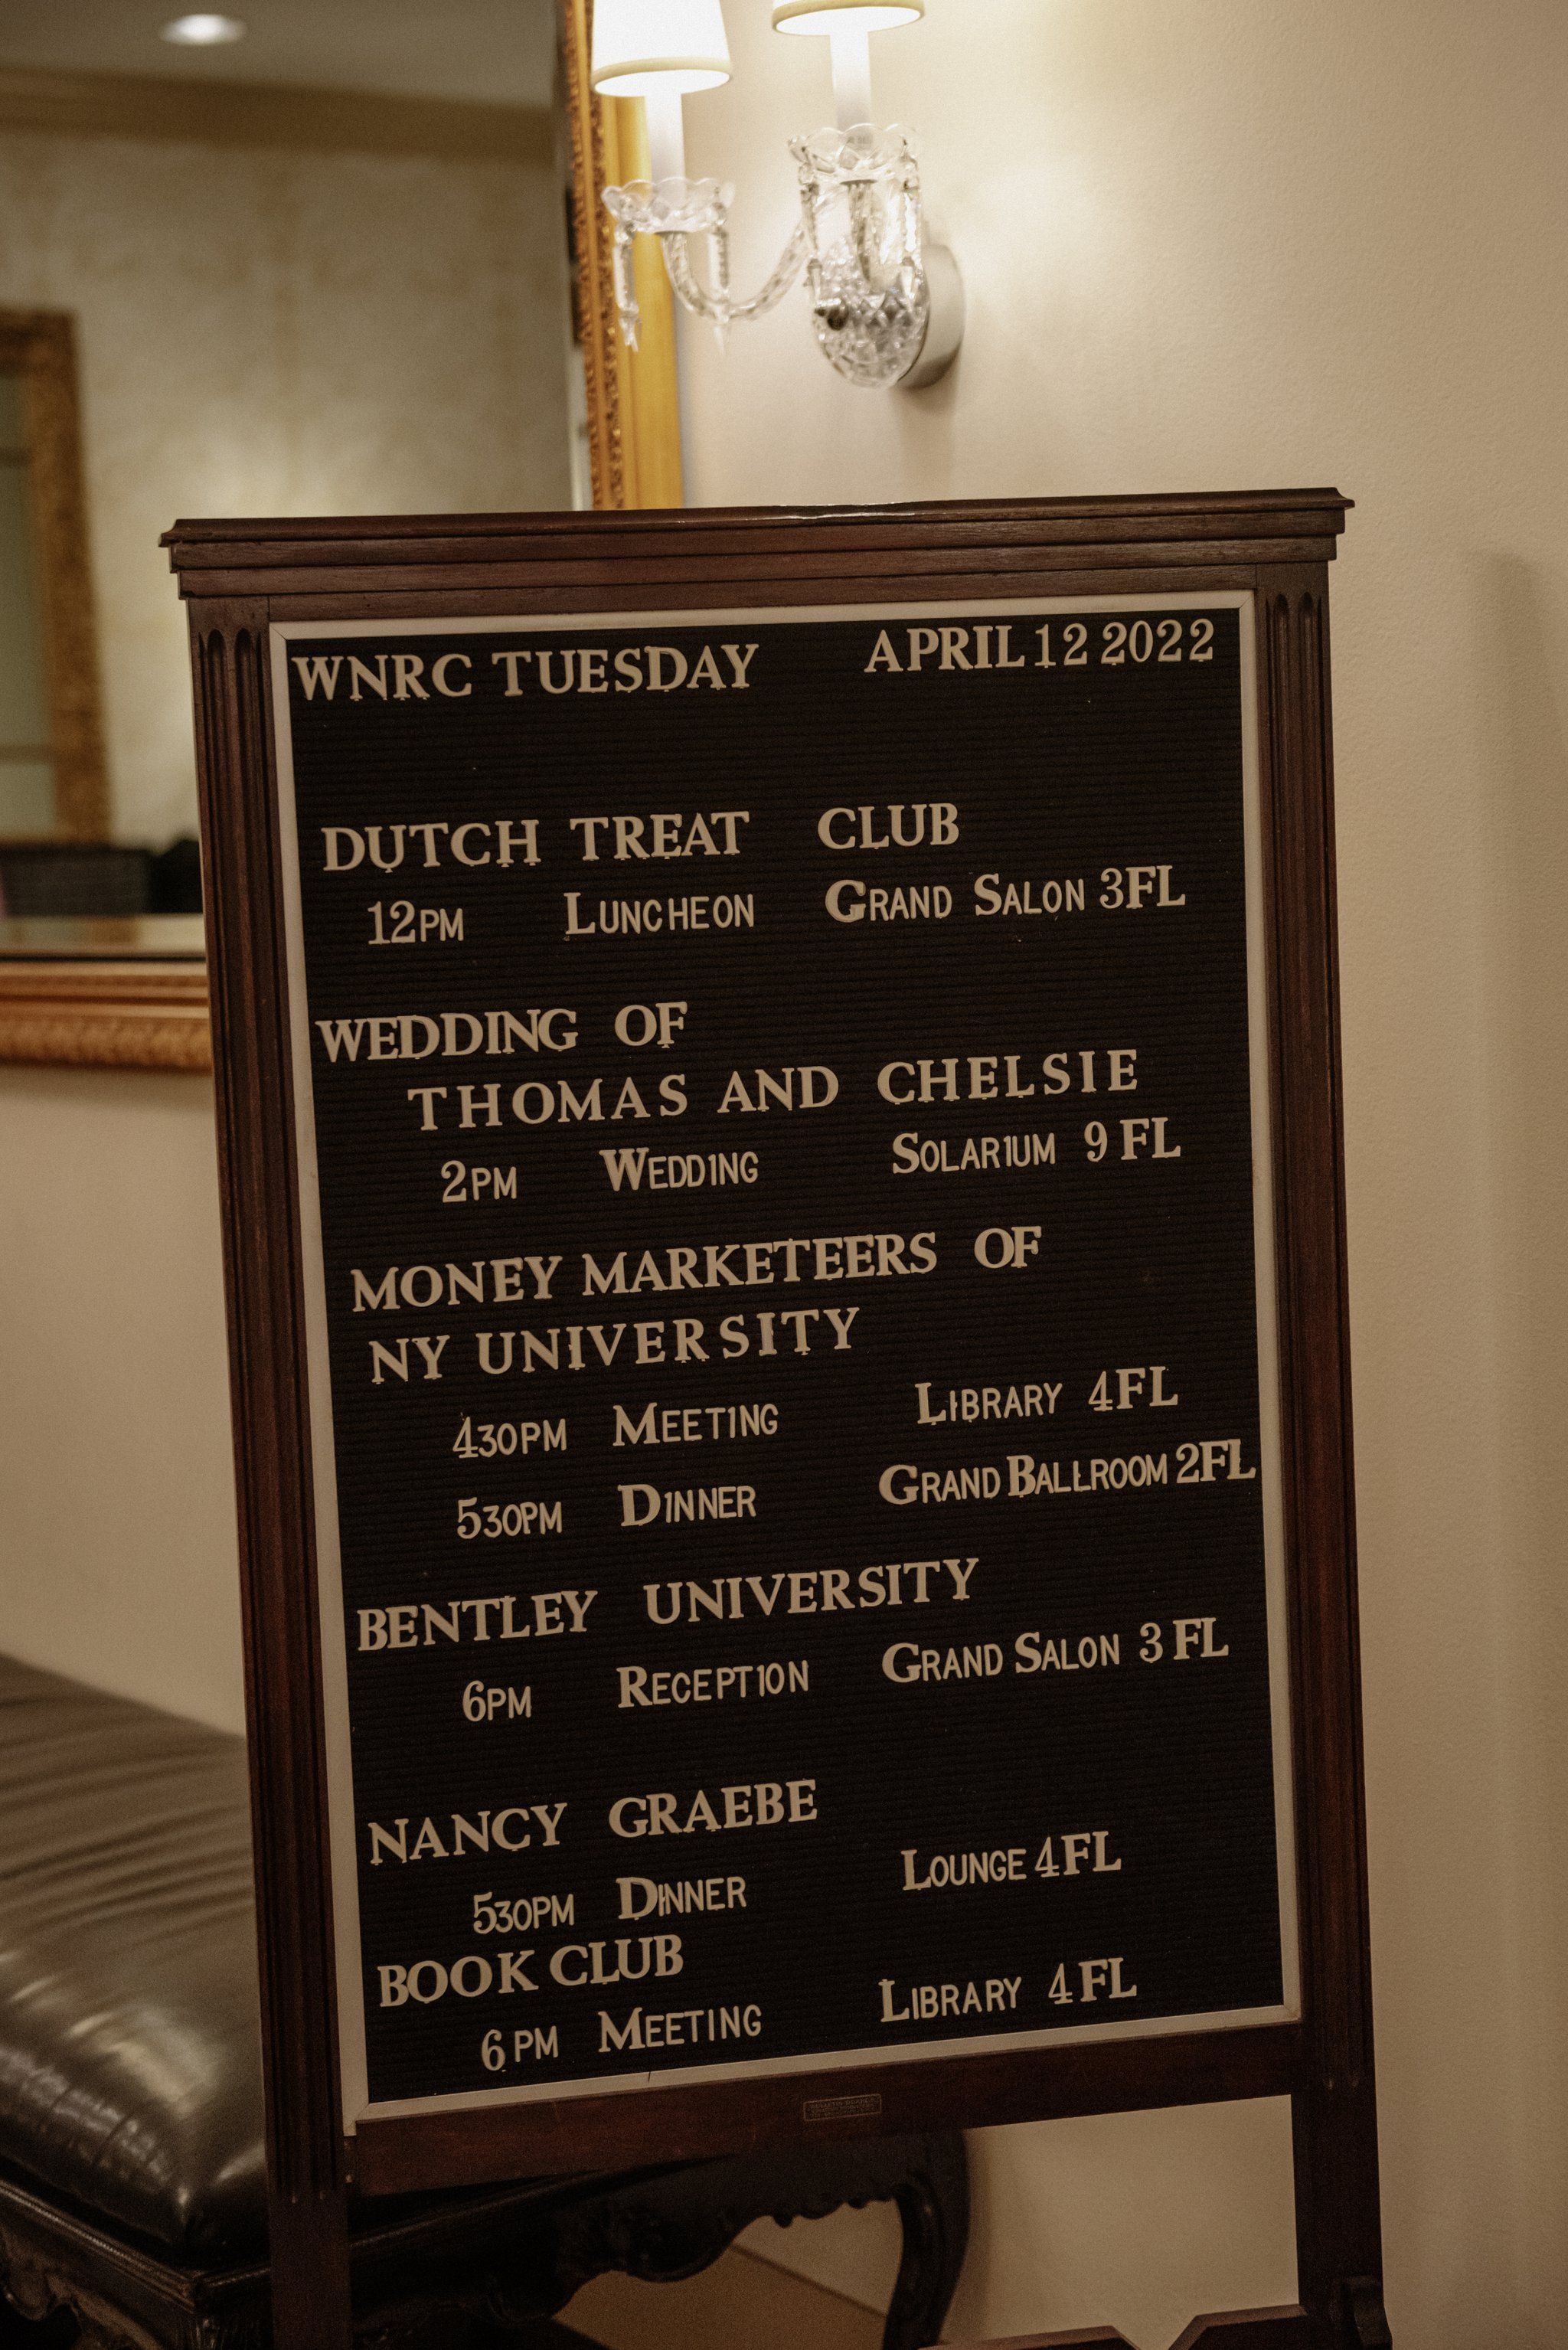 WNRC TUESDAY APRIL 12 2022
DUTCH TREAT CLUB
12PM LUNCHEON GRAND SALON 3FL
WEDDING OF
THOMAS AND CHELSIE
2PM WEDDING SOLARIUM 9 FL
MONEY MARKETEERS OF
NY UNIVERSITY
430PM MEETING LIBRARY 4FL
530PM DINNER GRAND BALLROOM 2FL
BENTLEY UNIVERSITY
6PM RECEPTION GRAND SALON 3 FL
NANCY GRAEBE
530PM DINNER LOUNGE 4FL
BOOK CLUB
6 PM MEETING LIBRARY 4 FL